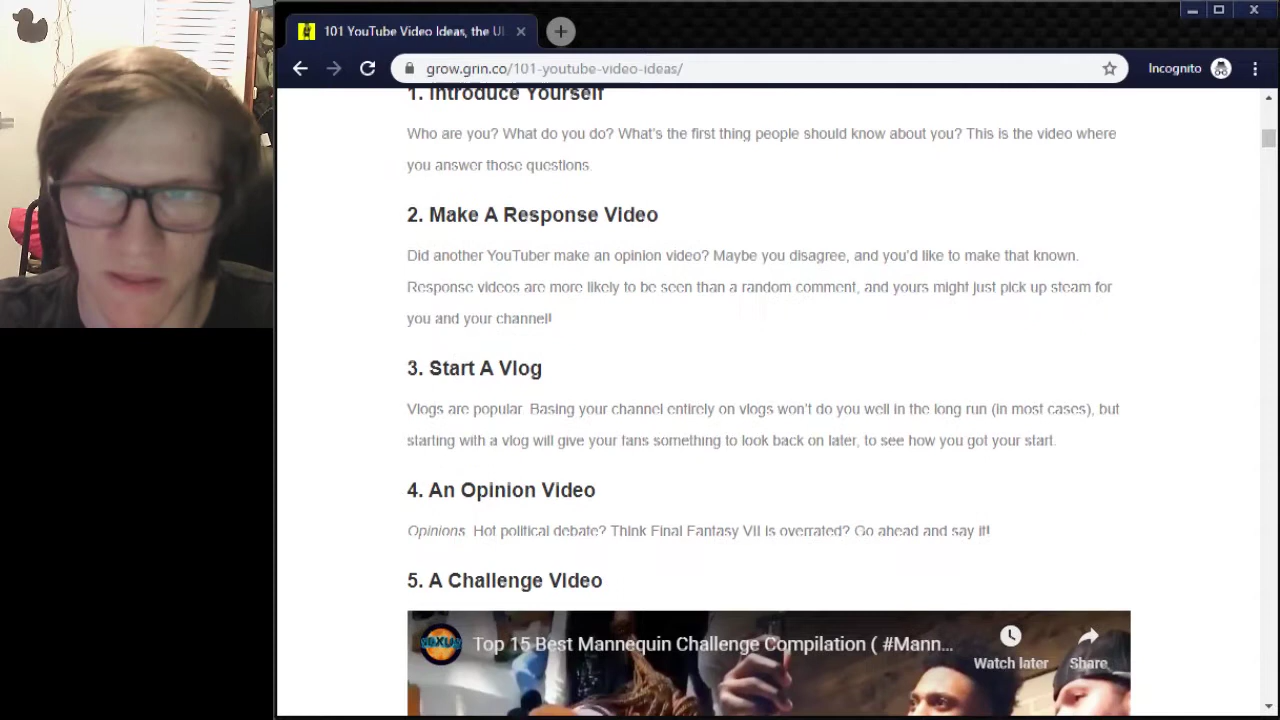 101 YouTube Video Ideas, the Ul
grow.grin.co/101-youtube-video-ideas/
Incognito
1. Introduce Yourself
Who are you? What do you do? What's the first thing people should know about you? This is the video where
you answer those questions.
2. Make A Response Video
Did another YouTuber make an opinion video? Maybe you disagree, and you'd like to make that known.
Response videos are more likely to be seen than a random comment, and yours might just pick up steam for
you and your channel!
3. Start A Vlog
Vlogs are popular. Basing your channel entirely on vlogs won't do you well in the long run (in most cases), but
starting with a vlog will give your fans something to look back on later, to see how you got your start.
4. An Opinion Video
Opinions. Hot political debate? Think Final Fantasy VII is overrated? Go ahead and say it!
5. A Challenge Video
Top 15 Best Mannequin Challenge Compilation ( #Mann...
Watch later
Share